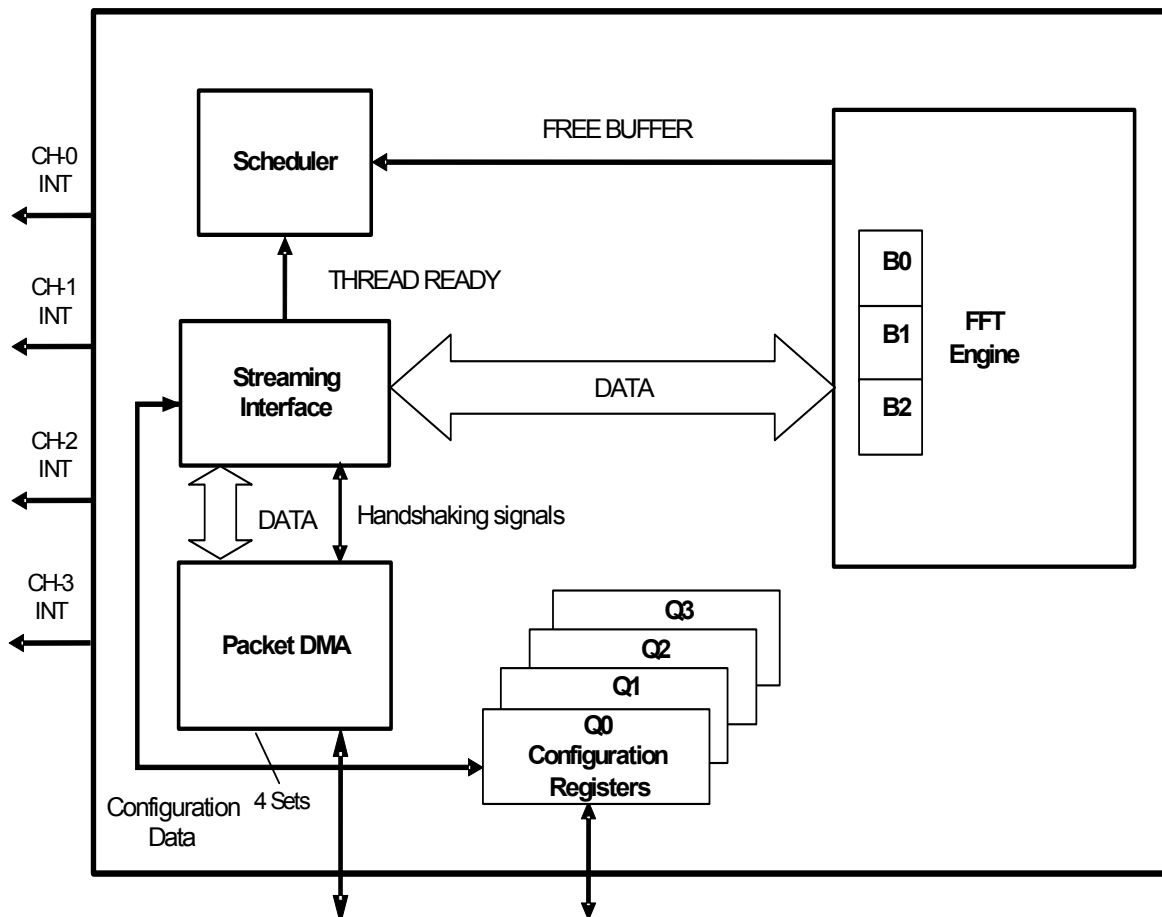 FREE BUFFER
Scheduler
CH-0
INT
B0
THREAD READY
CH-1
INT
B1
FFT
Engine
Streaming
Interface
DATA
B2
CH-2
INT
DATA
Handshaking signals
CH-3
INT
Q3
Packet DMA
Q2
Q1
Q0
Configuration
Registers
4 Sets
Configuration
Data